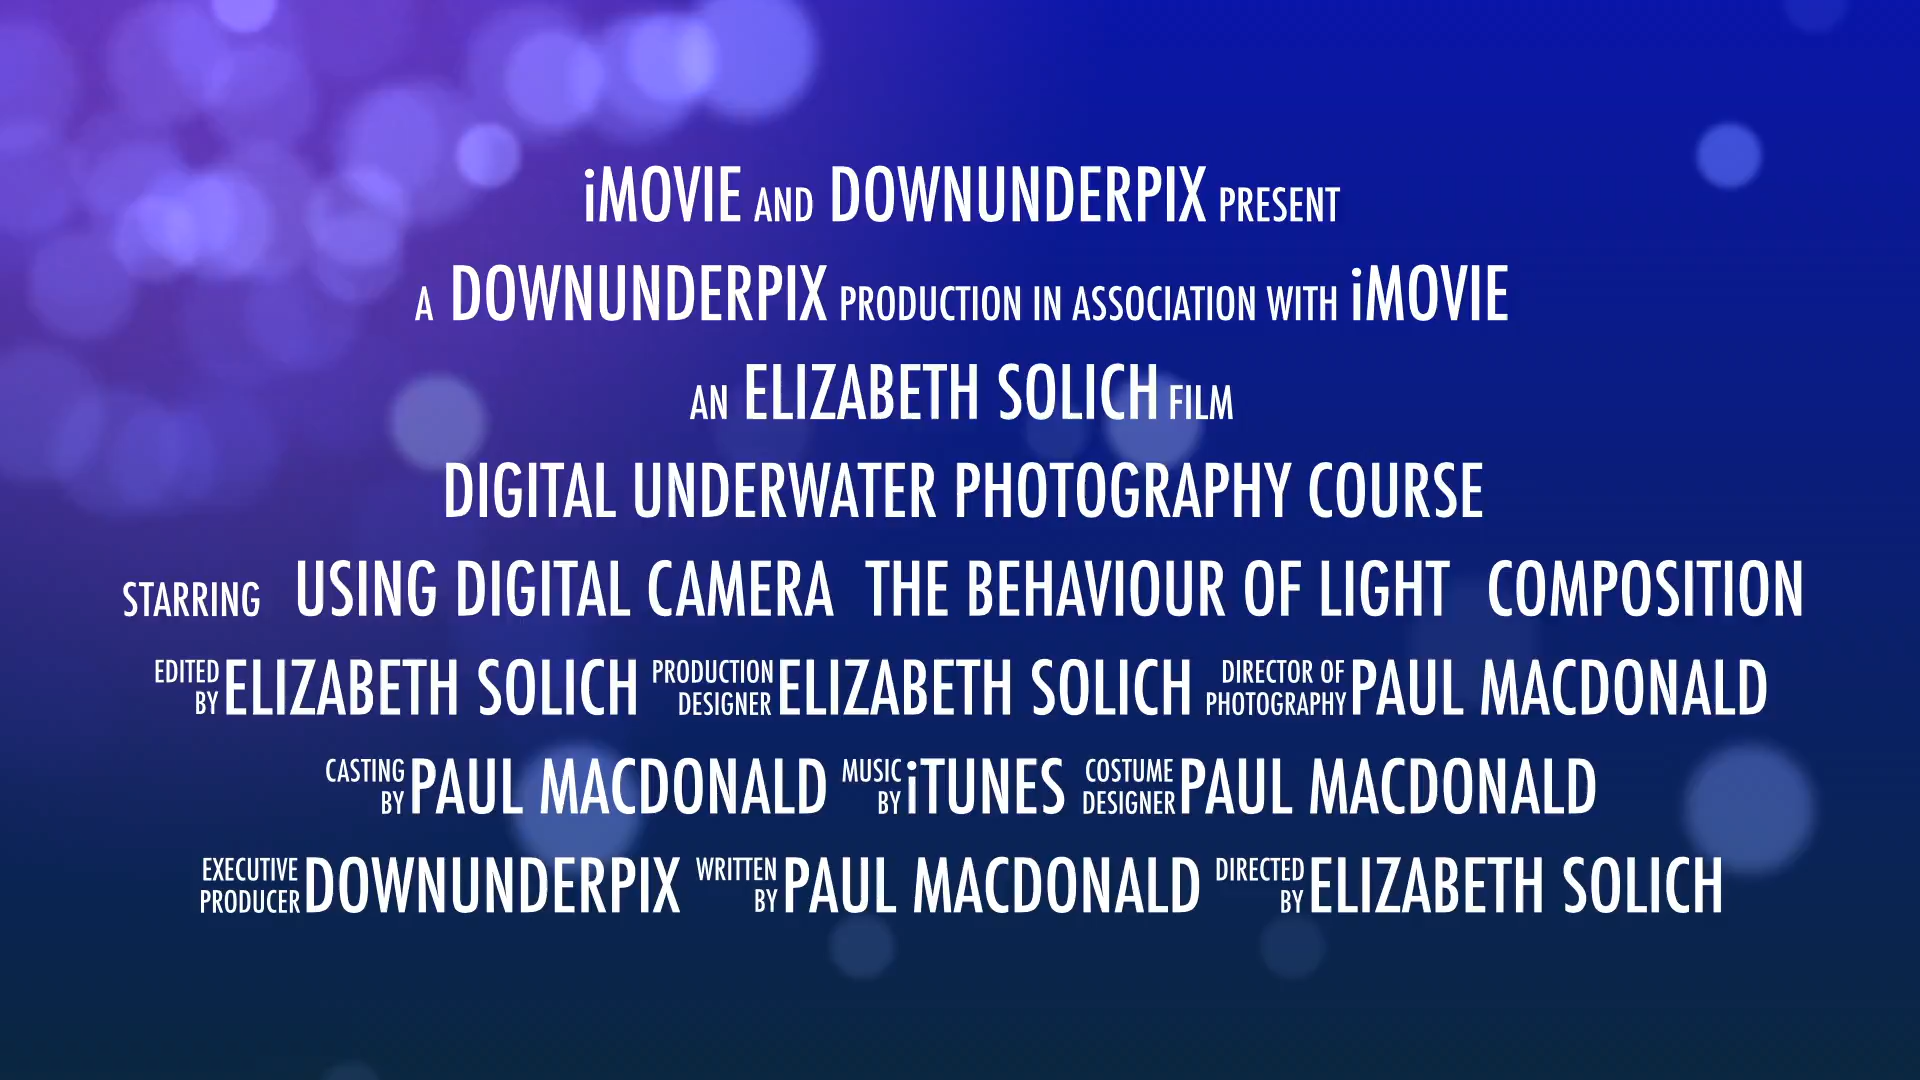 iMOVIE AND DOWNUNDERPIX PRESENT
A DOWNUNDERPIX PRODUCTION IN ASSOCIATION WITH iMOVIE
AN ELIZABETH SOLICH FILM
DIGITAL UNDERWATER PHOTOGRAPHY COURSE
STARRING USING DIGITAL CAMERA THE BEHAVIOUR OF LIGHT COMPOSITION
EDITED BY ELIZABETH SOLICH PRODUCTION DESIGNER ELIZABETH SOLICH DIRECTOR OF PHOTOGRAPHY PAUL MACDONALD
CASTING BY PAUL MACDONALD MUSIC BY iTUNES COSTUME DESIGNER PAUL MACDONALD
EXECUTIVE PRODUCER DOWNUNDERPIX WRITTEN BY PAUL MACDONALD DIRECTED BY ELIZABETH SOLICH